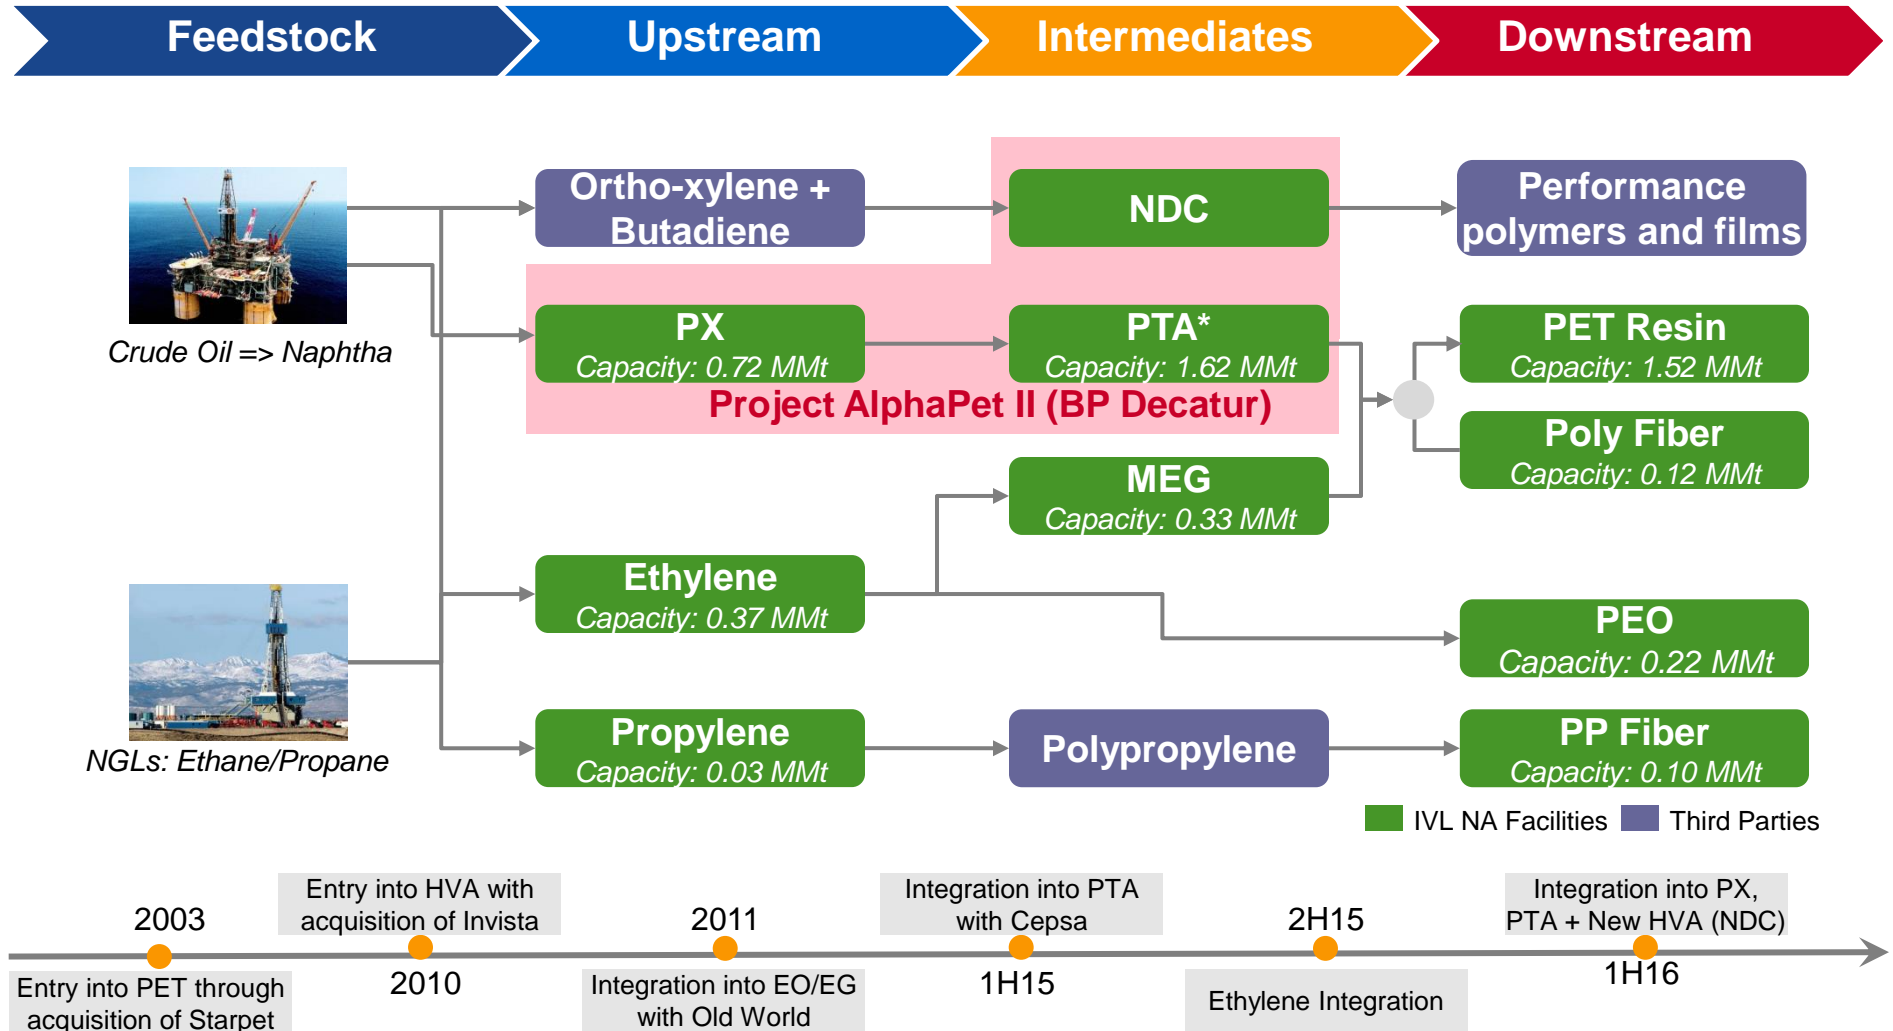 Feedstock
Upstream
Intermediates
Downstream
Ortho-xylene +
Butadiene
NDC
Performance
polymers and films
Crude Oil => Naphtha
PX
Capacity: 0.72 MMt
PTA*
Capacity: 1.62 MMt
PET Resin
Capacity: 1.52 MMt
Project AlphaPet II (BP Decatur)
Poly Fiber
Capacity: 0.12 MMt
MEG
Capacity: 0.33 MMt
Ethylene
Capacity: 0.37 MMt
PEO
Capacity: 0.22 MMt
NGLs: Ethane/Propane
Propylene
Capacity: 0.03 MMt
Polypropylene
PP Fiber
Capacity: 0.10 MMt
IVL NA Facilities
Third Parties
2003
Entry into PET through
acquisition of Starpet
Entry into HVA with
acquisition of Invista
2010
2011
Integration into EO/EG
with Old World
Integration into PTA
with Cepsa
1H15
2H15
Ethylene Integration
Integration into PX,
PTA + New HVA (NDC)
1H16